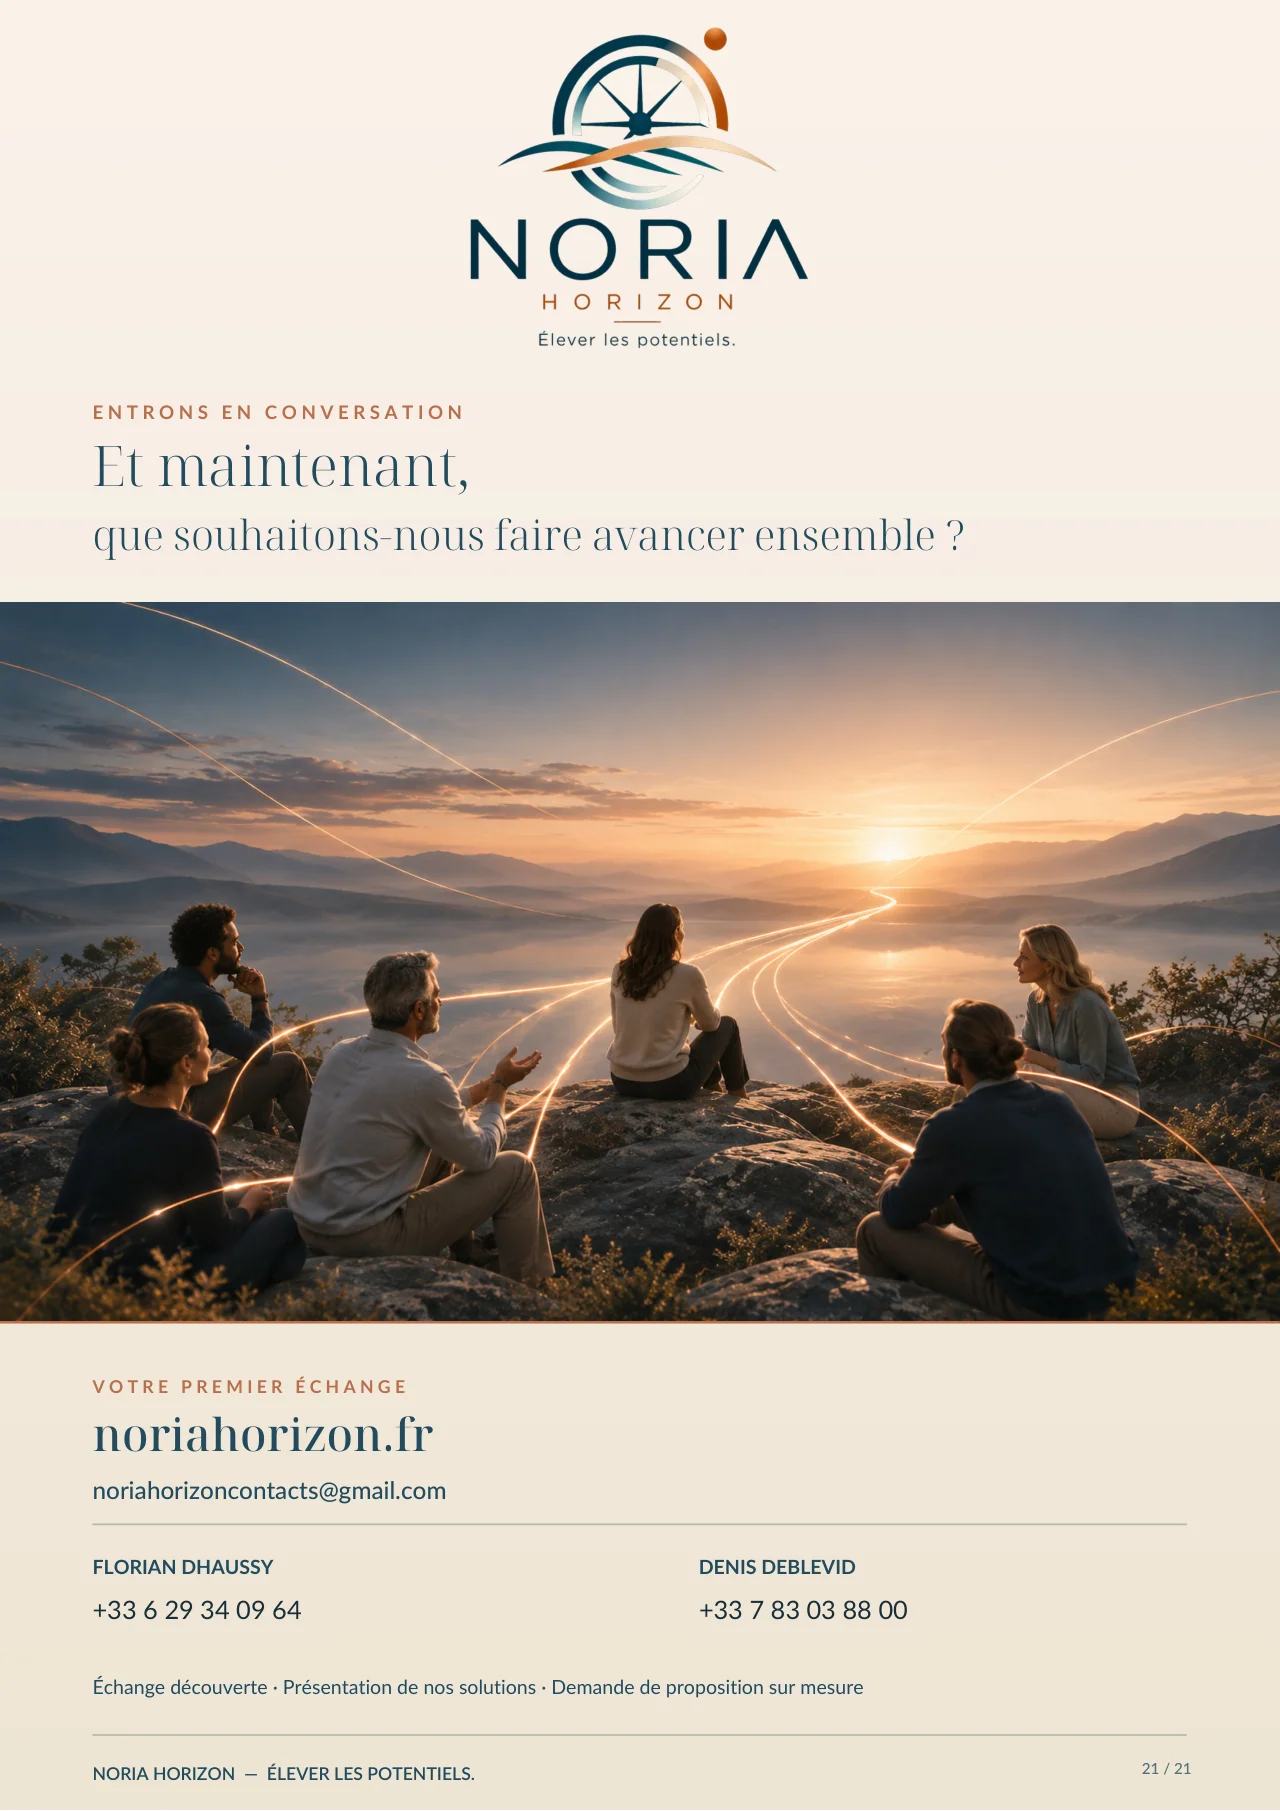 NORIA
HORIZON
Élever les potentiels.
ENTRONS EN CONVERSATION
Et maintenant,
que souhaitons-nous faire avancer ensemble ?
VOTRE PREMIER ÉCHANGE
noriahorizon.fr
noriahorizoncontacts@gmail.com
FLORIAN DHAUSSY
+33 6 29 34 09 64
DENIS DEBLEVID
+33 7 83 03 88 00
Échange découverte · Présentation de nos solutions · Demande de proposition sur mesure
NORIA HORIZON — ÉLEVER LES POTENTIELS.
21 / 21